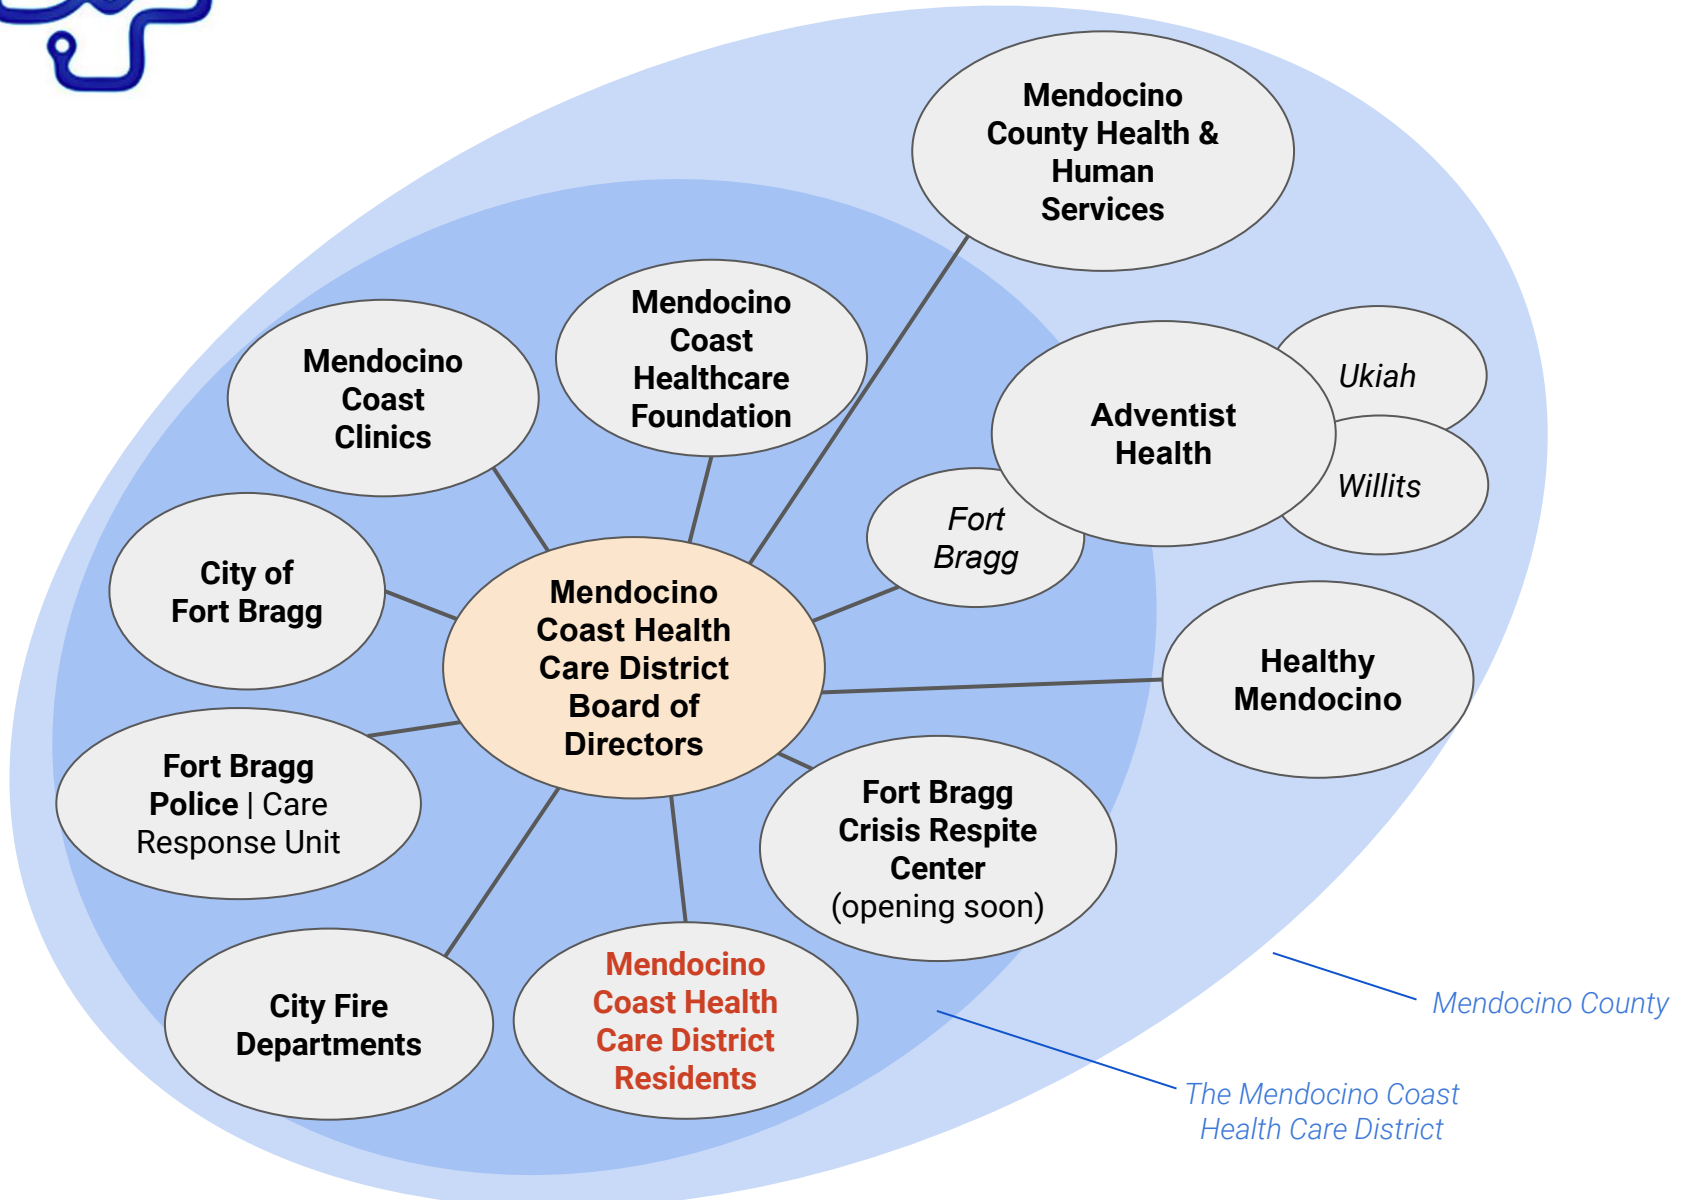 Mendocino
County Health &
Human
Services
Mendocino
Coast
Healthcare
Foundation
Mendocino
Coast
Clinics
Adventist
Health
Ukiah
Willits
Fort
Bragg
City of
Fort Bragg
Mendocino
Coast Health
Care District
Board of
Directors
Healthy
Mendocino
Fort Bragg
Police | Care
Response Unit
Fort Bragg
Crisis Respite
Center
(opening soon)
City Fire
Departments
Mendocino
Coast Health
Care District
Residents
Mendocino County
The Mendocino Coast
Health Care District